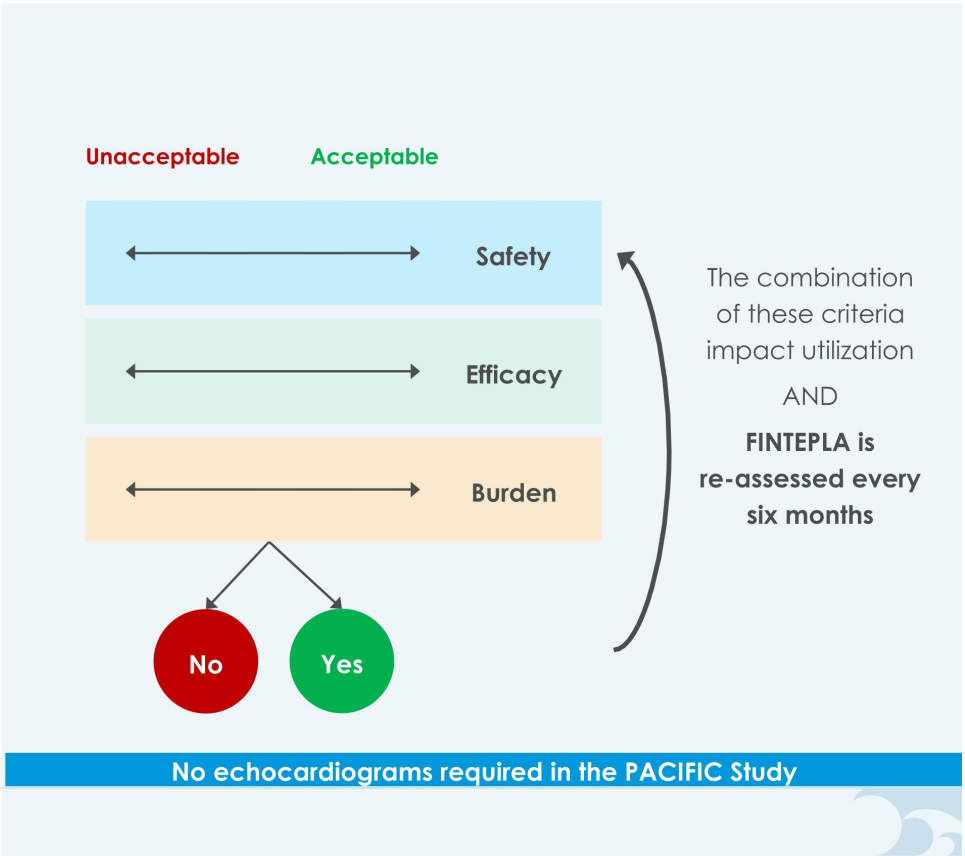 Unacceptable Acceptable
Safety
Efficacy
Burden
No Yes
The combination
of these criteria
impact utilization
AND
FINTEPLA is
re-assessed every
six months
No echocardiograms required in the PACIFIC Study